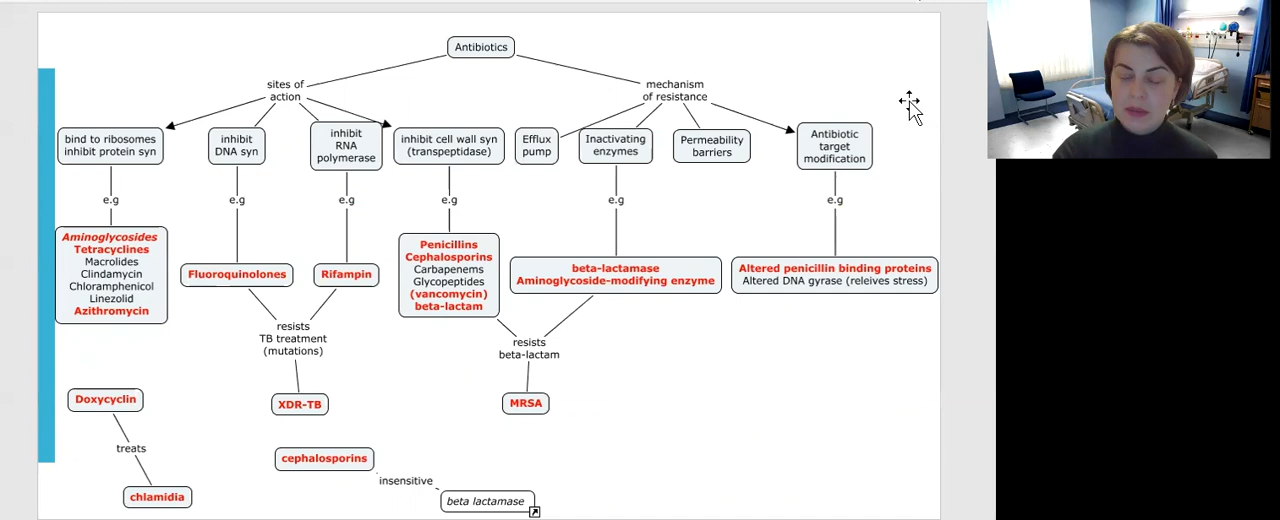 Antibiotics
sites of
action
mechanism
of resistance
bind to ribosomes
inhibit protein syn
inhibit
DNA syn
inhibit
RNA
polymerase
inhibit cell wall syn
(transpeptidase)
Efflux
pump
Inactivating
enzymes
Permeability
barriers
Antibiotic
target
modification
e.g
e.g
e.g
e.g
e.g
e.g
Aminoglycosides
Tetracyclines
Macrolides
Clindamycin
Chloramphenicol
Linezolid
Azithromycin
Fluoroquinolones
Rifampin
Penicillins
Cephalosporins
Carbapenems
Glycopeptides
(vancomycin)
beta-lactam
beta-lactamase
Aminoglycoside-modifying enzyme
Altered penicillin binding proteins
Altered DNA gyrase (releives stress)
resists
TB treatment
(mutations)
resists
beta-lactam
Doxycyclin
XDR-TB
MRSA
treats
cephalosporins
insensitive
chlamidia
beta lactamase